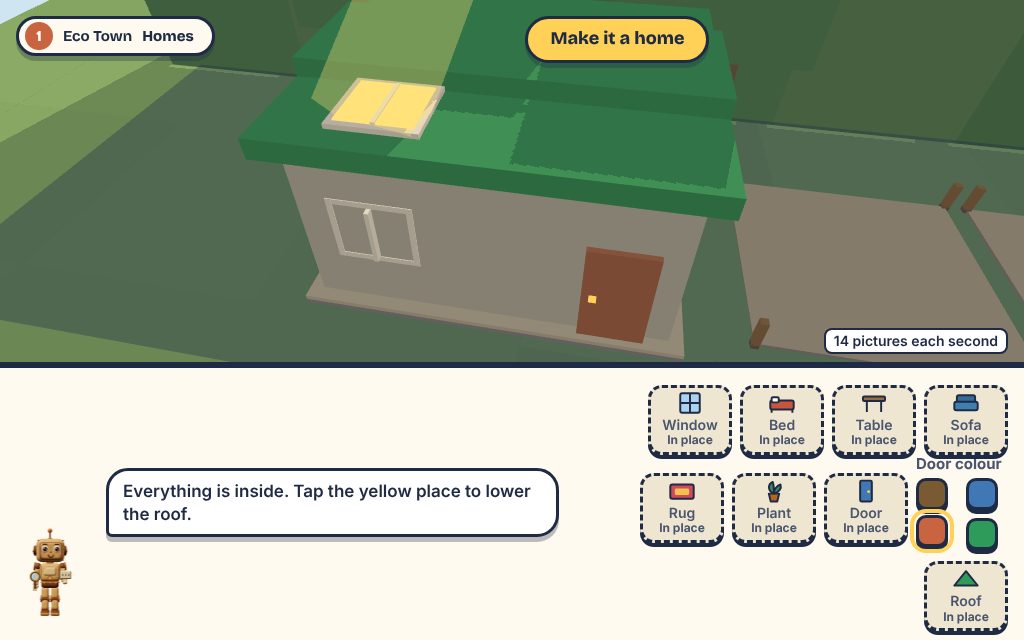 1 Eco Town Homes
Make it a home
14 pictures each second
Everything is inside. Tap the yellow place to lower
the roof.
Window
In place
Bed
In place
Table
In place
Sofa
In place
Door colour
Rug
In place
Plant
In place
Door
In place
Roof
In place